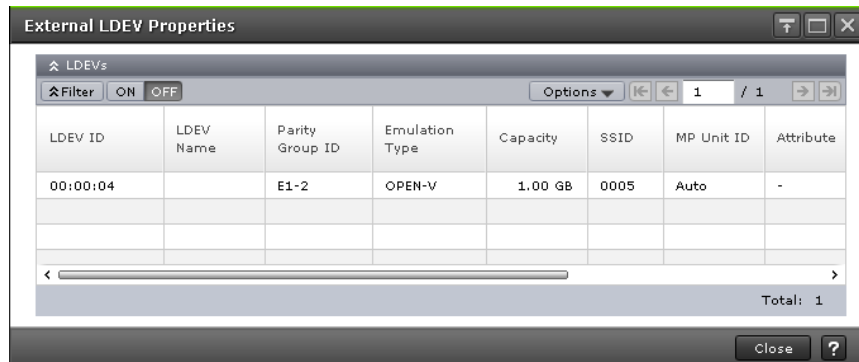 External LDEV Properties
LDEVs
Filter ON OFF Options 1 / 1
LDEV ID LDEV Name Parity Group ID Emulation Type Capacity SSID MP Unit ID Attribute
00:00:04 E1-2 OPEN-V 1.00 GB 0005 Auto -
Total: 1
Close ?